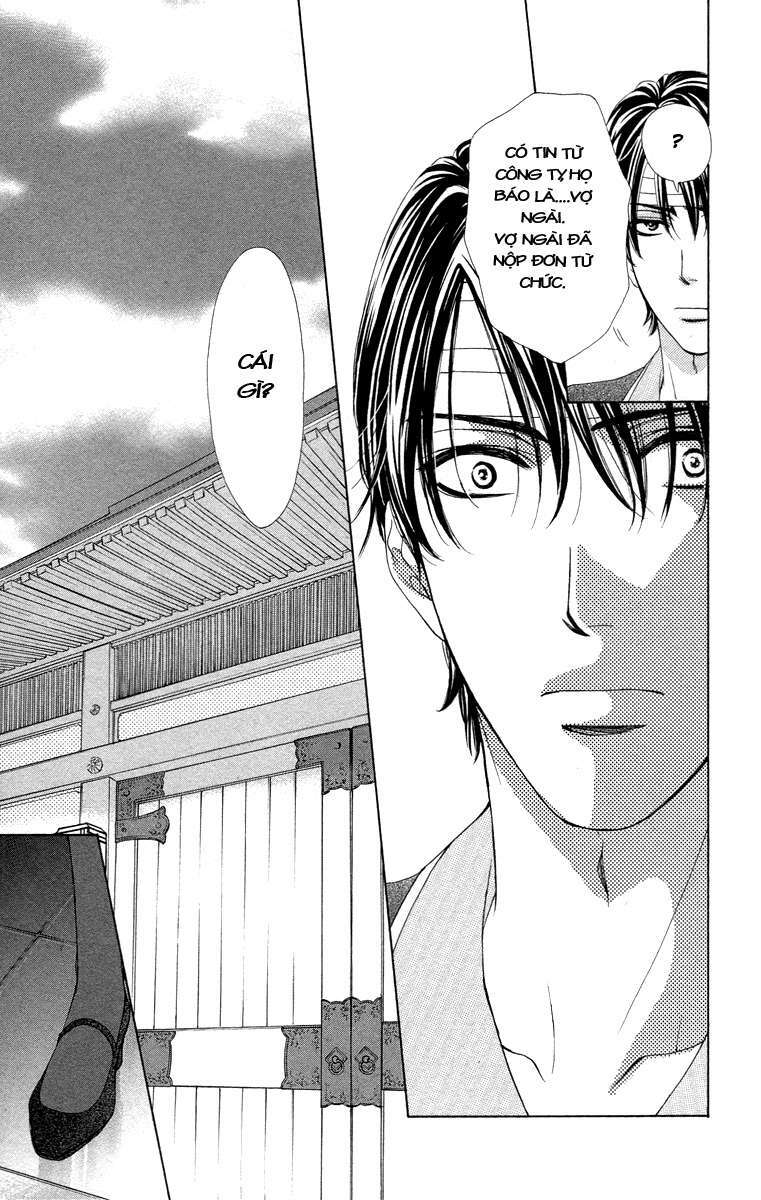 ?
CÓ TIN TỪ
CÔNG TY, HỌ
BÁO LÀ....VỢ
NGÀI.
VỢ NGÀI ĐÃ
NỘP ĐƠN TỪ
CHỨC.
CÁI
GÌ?